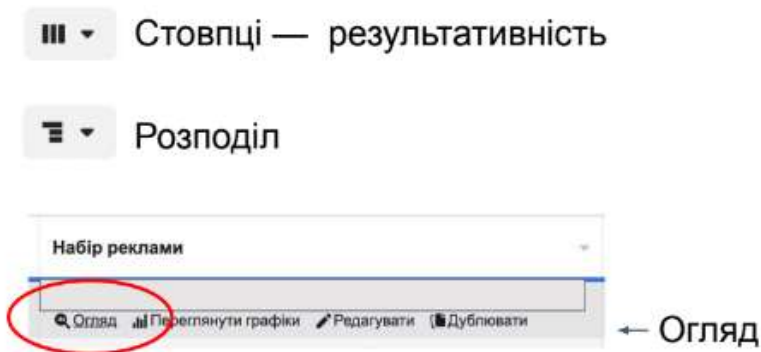 Стовпці — результативність
Розподіл
Набір реклами
Огляд Переглянути графіки Редагувати Дублювати
← Огляд